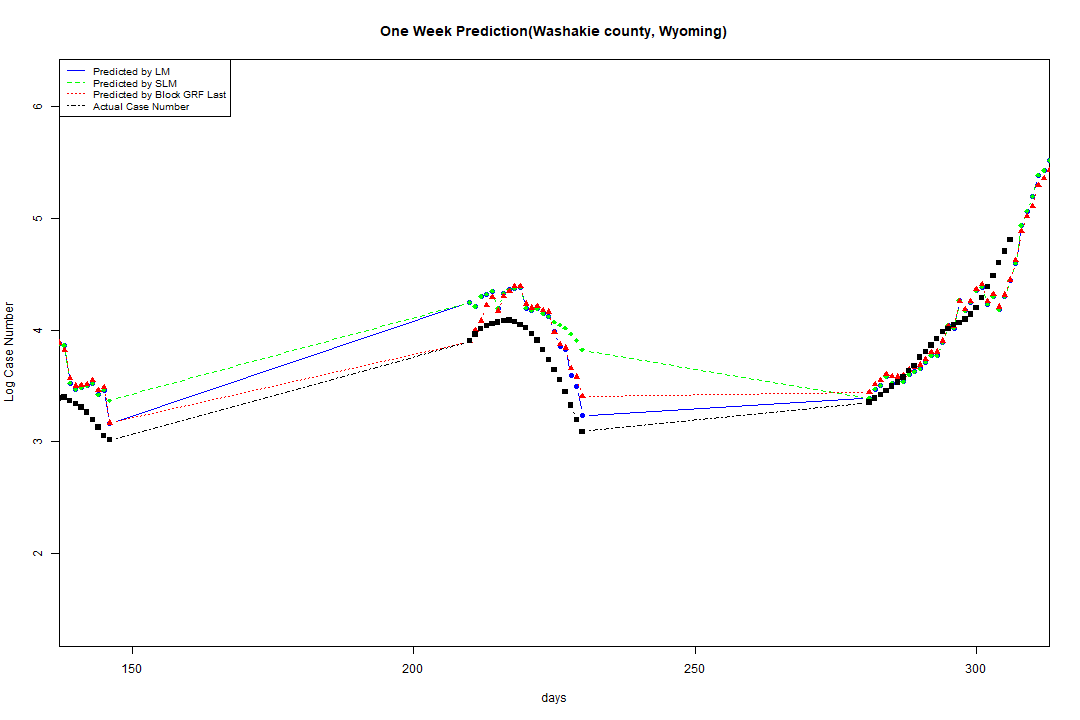 One Week Prediction(Washakie county, Wyoming)
Predicted by LM
Predicted by SLM
Predicted by Block GRF Last
Actual Case Number
6
5
4
3
2
Log Case Number
150
200
250
300
days